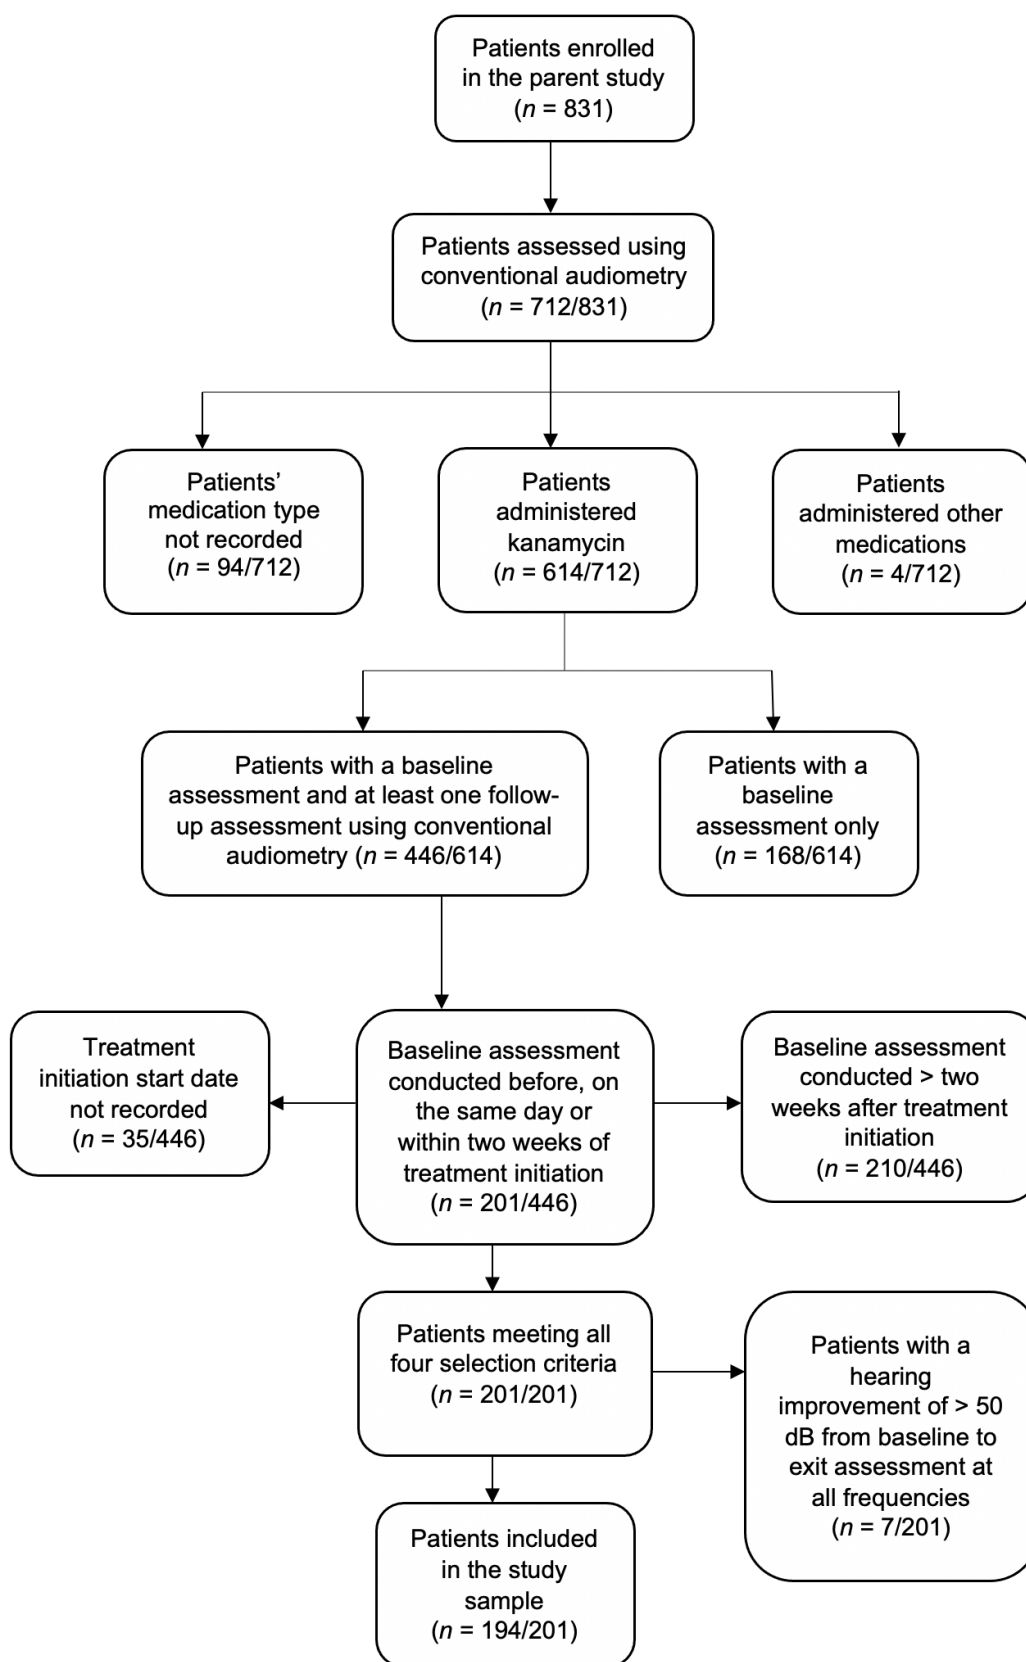 Patients enrolled
in the parent study
(n = 831)
Patients assessed using
conventional audiometry
(n = 712/831)
Patients’
medication type
not recorded
(n = 94/712)
Patients
administered
kanamycin
(n = 614/712)
Patients
administered other
medications
(n = 4/712)
Patients with a baseline
assessment and at least one follow-
up assessment using conventional
audiometry (n = 446/614)
Patients with a
baseline
assessment only
(n = 168/614)
Treatment
initiation start date
not recorded
(n = 35/446)
Baseline assessment
conducted before, on
the same day or
within two weeks of
treatment initiation
(n = 201/446)
Baseline assessment
conducted > two
weeks after treatment
initiation
(n = 210/446)
Patients meeting all
four selection criteria
(n = 201/201)
Patients with a
hearing
improvement of > 50
dB from baseline to
exit assessment at
all frequencies
(n = 7/201)
Patients included
in the study
sample
(n = 194/201)